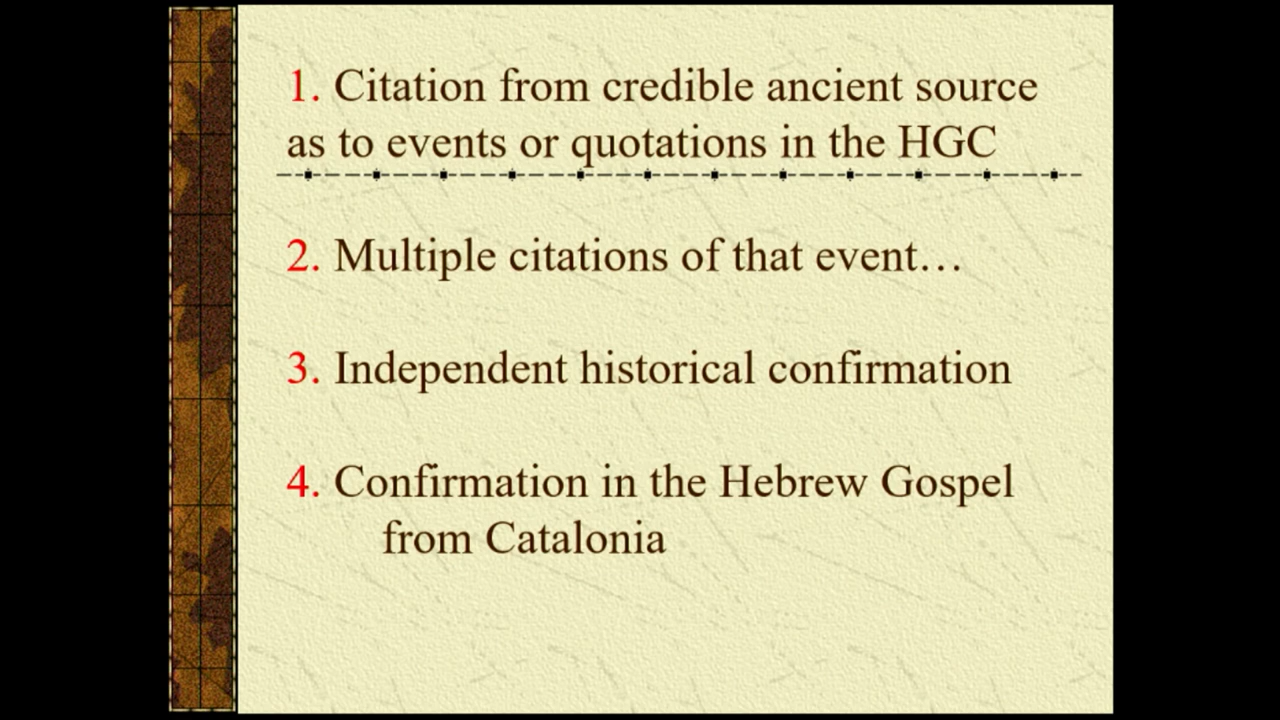 1. Citation from credible ancient source
as to events or quotations in the HGC
2. Multiple citations of that event…
3. Independent historical confirmation
4. Confirmation in the Hebrew Gospel
from Catalonia